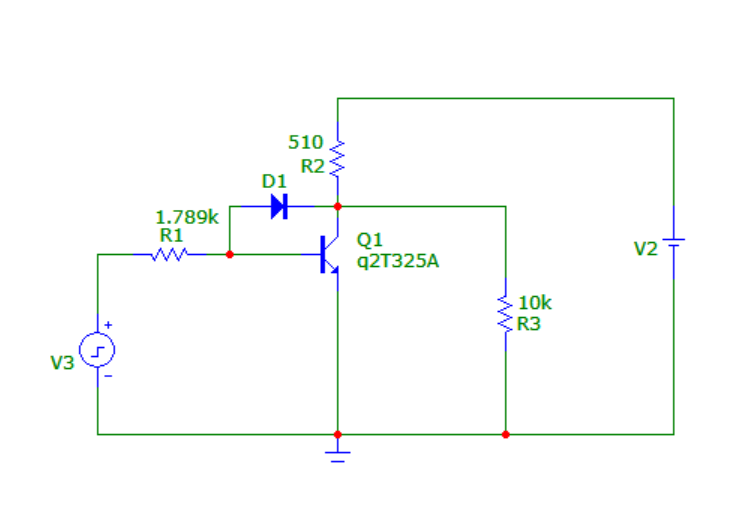 510
R2
D1
1.789k
R1
Q1
q2T325A
V2
10k
R3
+
V3
−